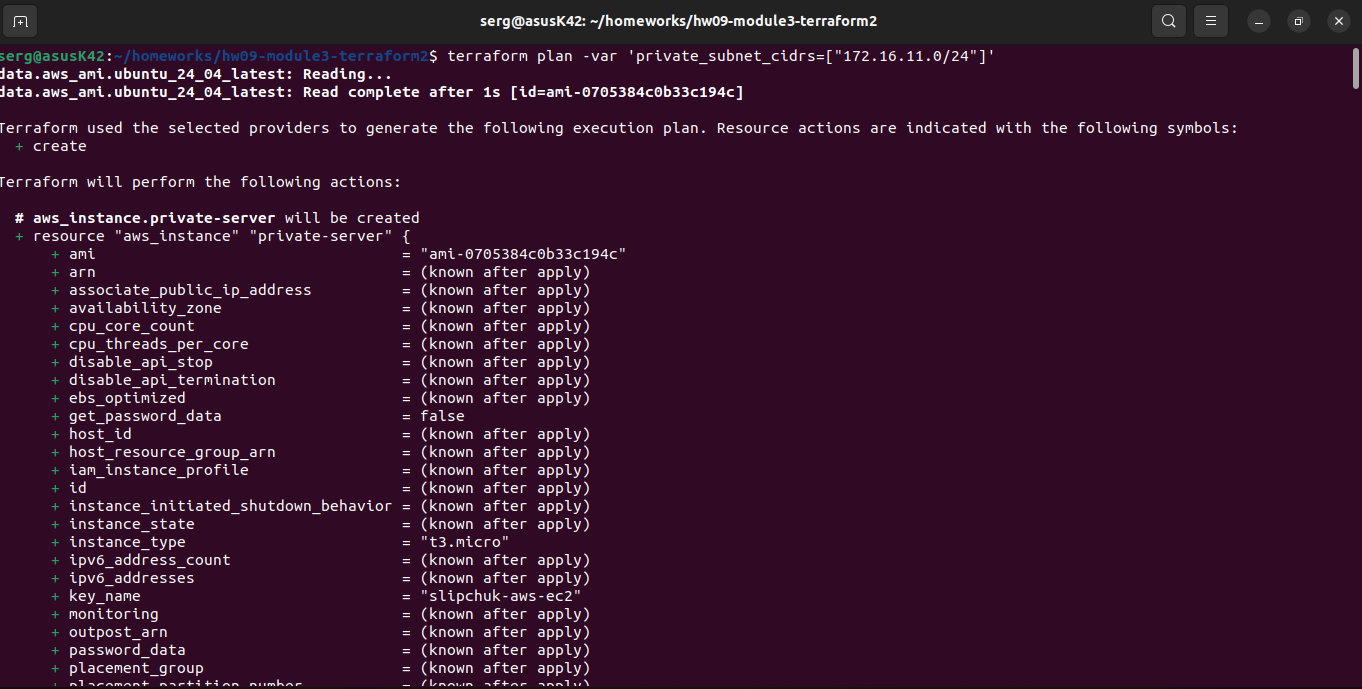 serg@asusK42: ~/homeworks/hw09-module3-terraform2
serg@asusK42:~/homeworks/hw09-module3-terraform2$ terraform plan -var 'private_subnet_cidrs=["172.16.11.0/24"]'
data.aws_ami.ubuntu_24_04_latest: Reading...
data.aws_ami.ubuntu_24_04_latest: Read complete after 1s [id=ami-0705384c0b33c194c]
Terraform used the selected providers to generate the following execution plan. Resource actions are indicated with the following symbols:
+ create
Terraform will perform the following actions:
# aws_instance.private-server will be created
+ resource "aws_instance" "private-server" {
+ ami = "ami-0705384c0b33c194c"
+ arn = (known after apply)
+ associate_public_ip_address = (known after apply)
+ availability_zone = (known after apply)
+ cpu_core_count = (known after apply)
+ cpu_threads_per_core = (known after apply)
+ disable_api_stop = (known after apply)
+ disable_api_termination = (known after apply)
+ ebs_optimized = (known after apply)
+ get_password_data = false
+ host_id = (known after apply)
+ host_resource_group_arn = (known after apply)
+ iam_instance_profile = (known after apply)
+ id = (known after apply)
+ instance_initiated_shutdown_behavior = (known after apply)
+ instance_state = (known after apply)
+ instance_type = "t3.micro"
+ ipv6_address_count = (known after apply)
+ ipv6_addresses = (known after apply)
+ key_name = "slipchuk-aws-ec2"
+ monitoring = (known after apply)
+ outpost_arn = (known after apply)
+ password_data = (known after apply)
+ placement_group = (known after apply)
+ placement_partition_number = (known after apply)